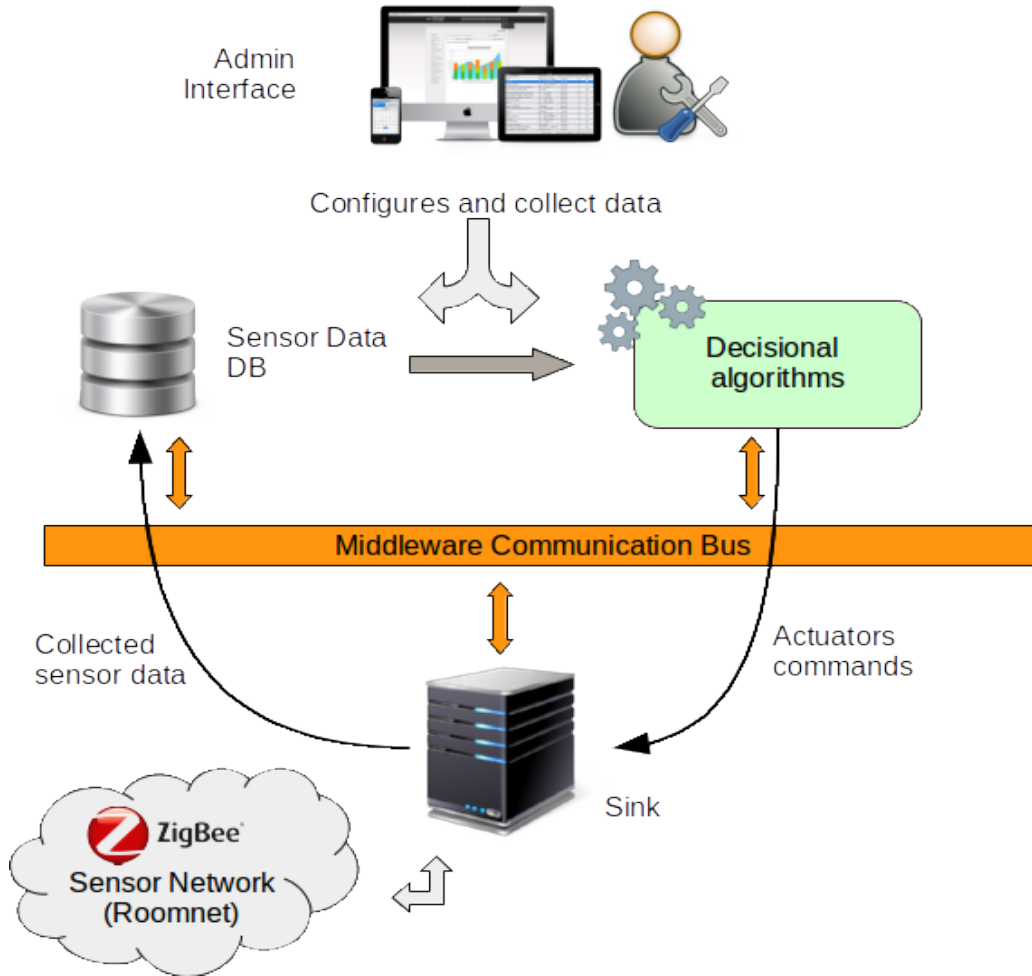 Admin
Interface
Configures and collect data
Sensor Data
DB
Decisional
algorithms
Middleware Communication Bus
Collected
sensor data
Actuators
commands
Sink
ZigBee®
Sensor Network
(Roomnet)